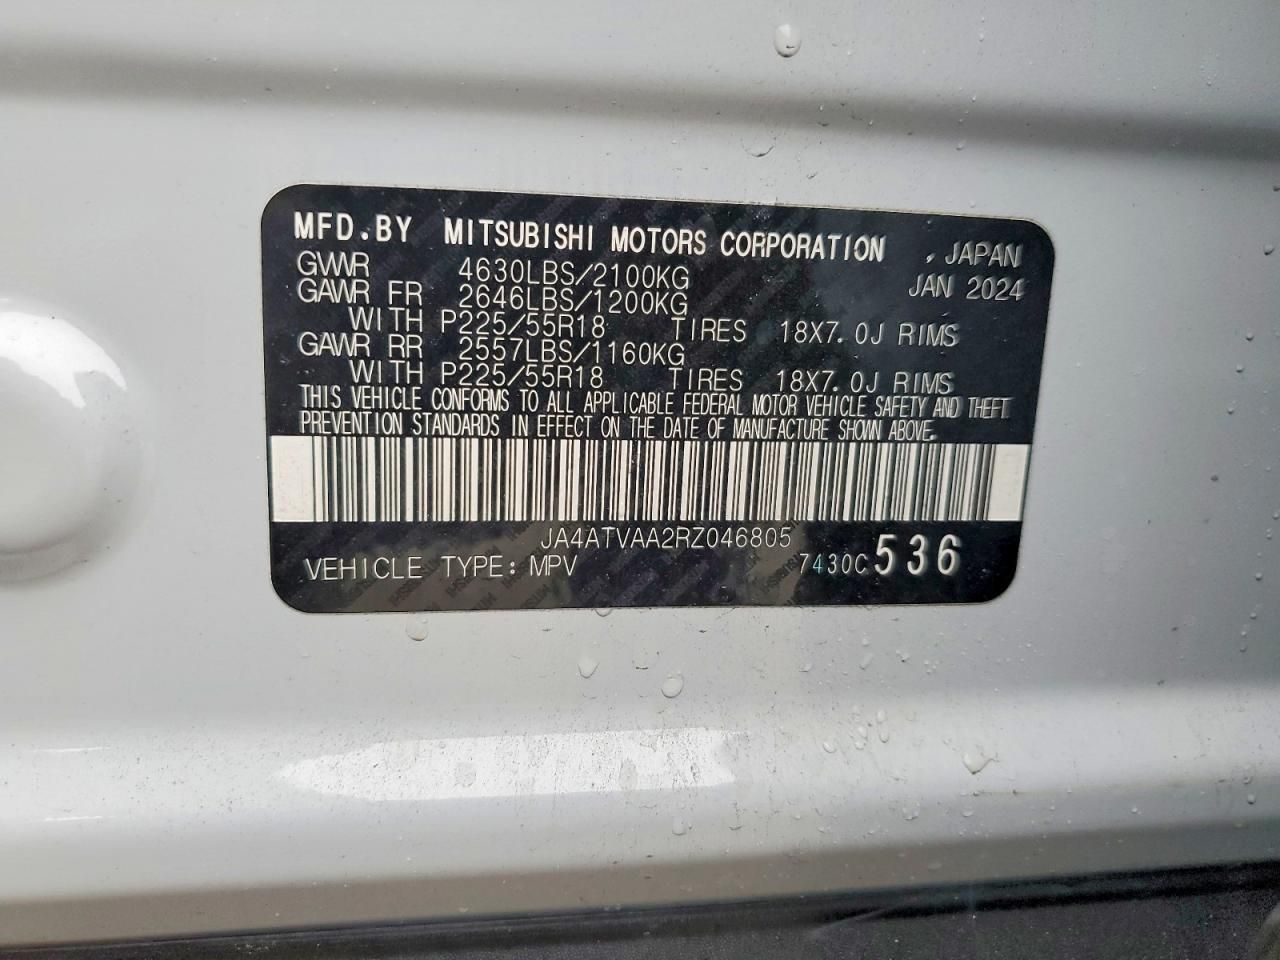 MFD.BY MITSUBISHI MOTORS CORPORATION , JAPAN
GVWR 4630LBS/2100KG JAN 2024
GAWR FR 2646LBS/1200KG
WITH P225/55R18 TIRES 18X7.0J RIMS
GAWR RR 2557LBS/1160KG
WITH P225/55R18 TIRES 18X7.0J RIMS
THIS VEHICLE CONFORMS TO ALL APPLICABLE FEDERAL MOTOR VEHICLE SAFETY AND THEFT
PREVENTION STANDARDS IN EFFECT ON THE DATE OF MANUFACTURE SHOWN ABOVE.
JA4ATVAA2RZ046805
VEHICLE TYPE: MPV 7430C 536